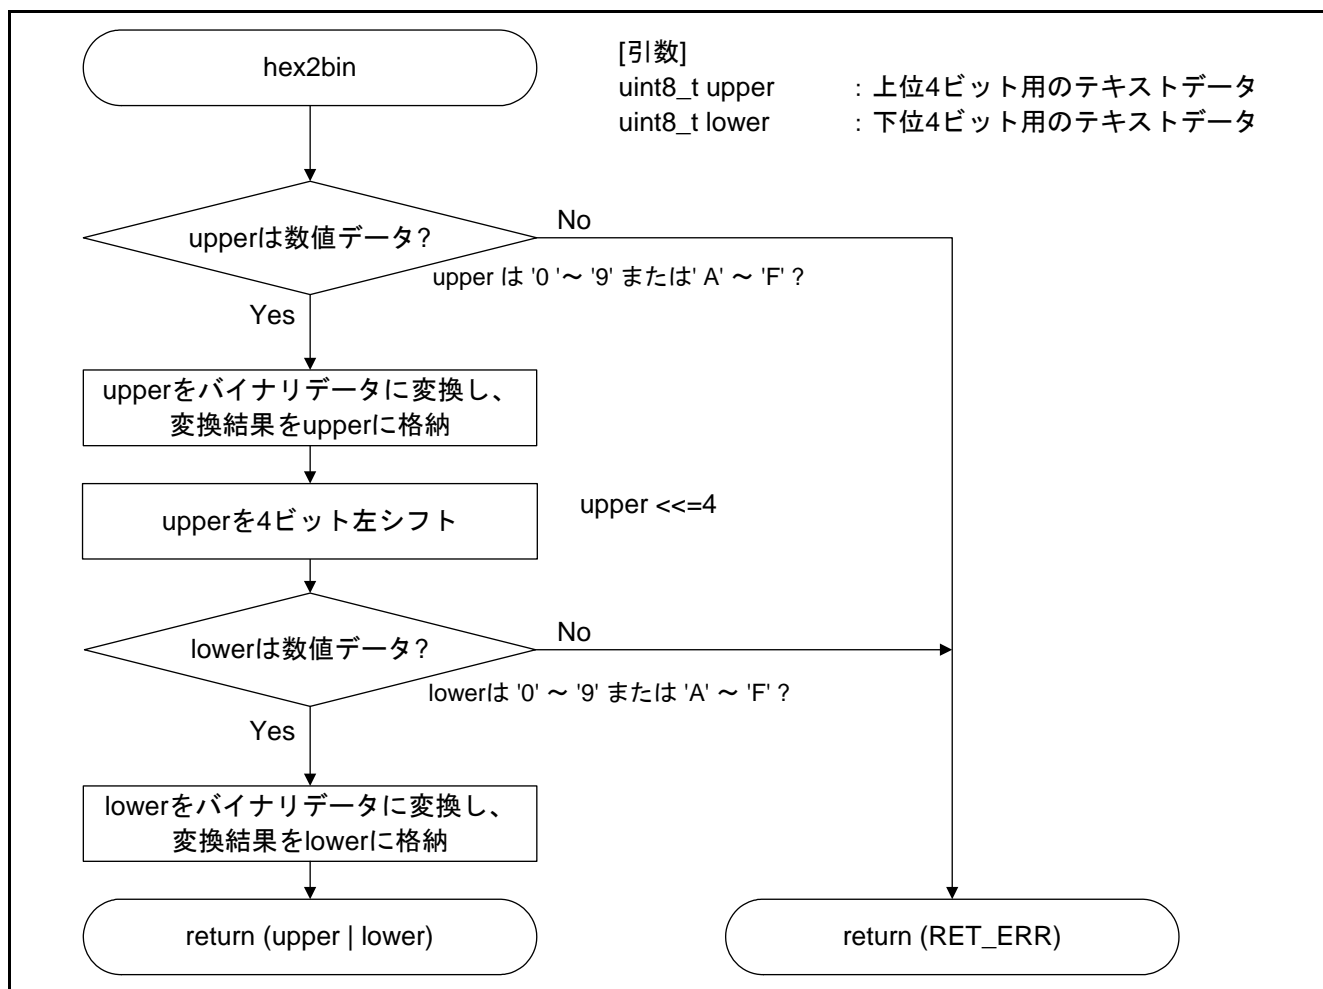 hex2bin
[引数]
uint8_t upper : 上位4ビット用のテキストデータ
uint8_t lower : 下位4ビット用のテキストデータ
upperは数値データ?
No
upper は '0 '～ '9' または' A' ～ 'F' ?
Yes
upperをバイナリデータに変換し、
変換結果をupperに格納
upperを4ビット左シフト
upper <<=4
lowerは数値データ?
No
lowerは '0' ～ '9' または 'A' ～ 'F' ?
Yes
lowerをバイナリデータに変換し、
変換結果をlowerに格納
return (upper | lower)
return (RET_ERR)